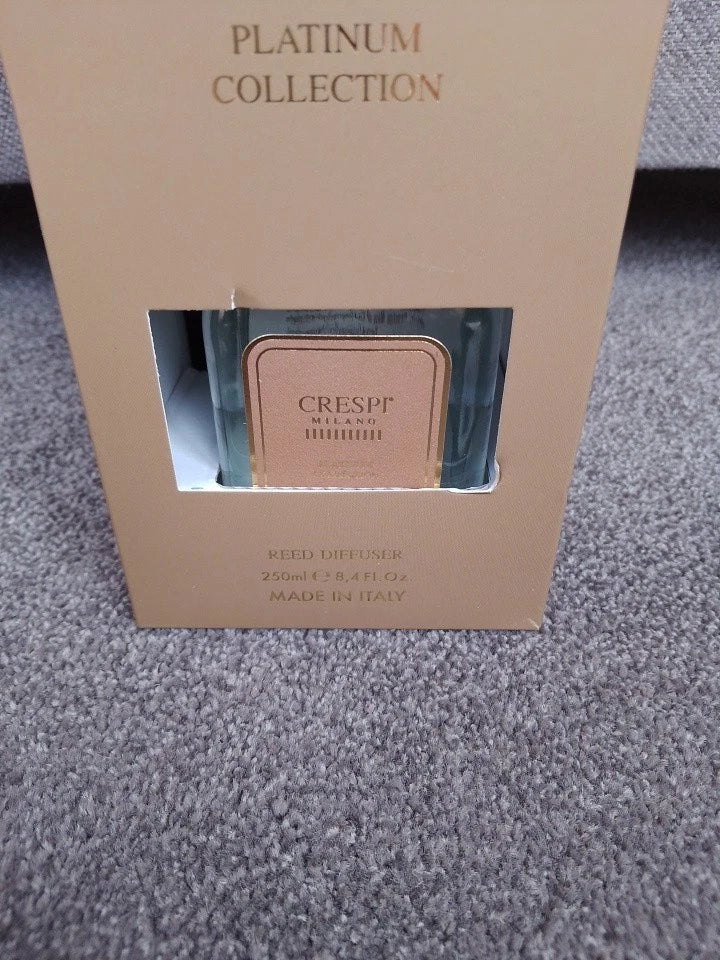 PLATINUM
COLLECTION
CRESPI®
MILANO
REED DIFFUSER
250ml ℮ 8,4 Fl. Oz.
MADE IN ITALY